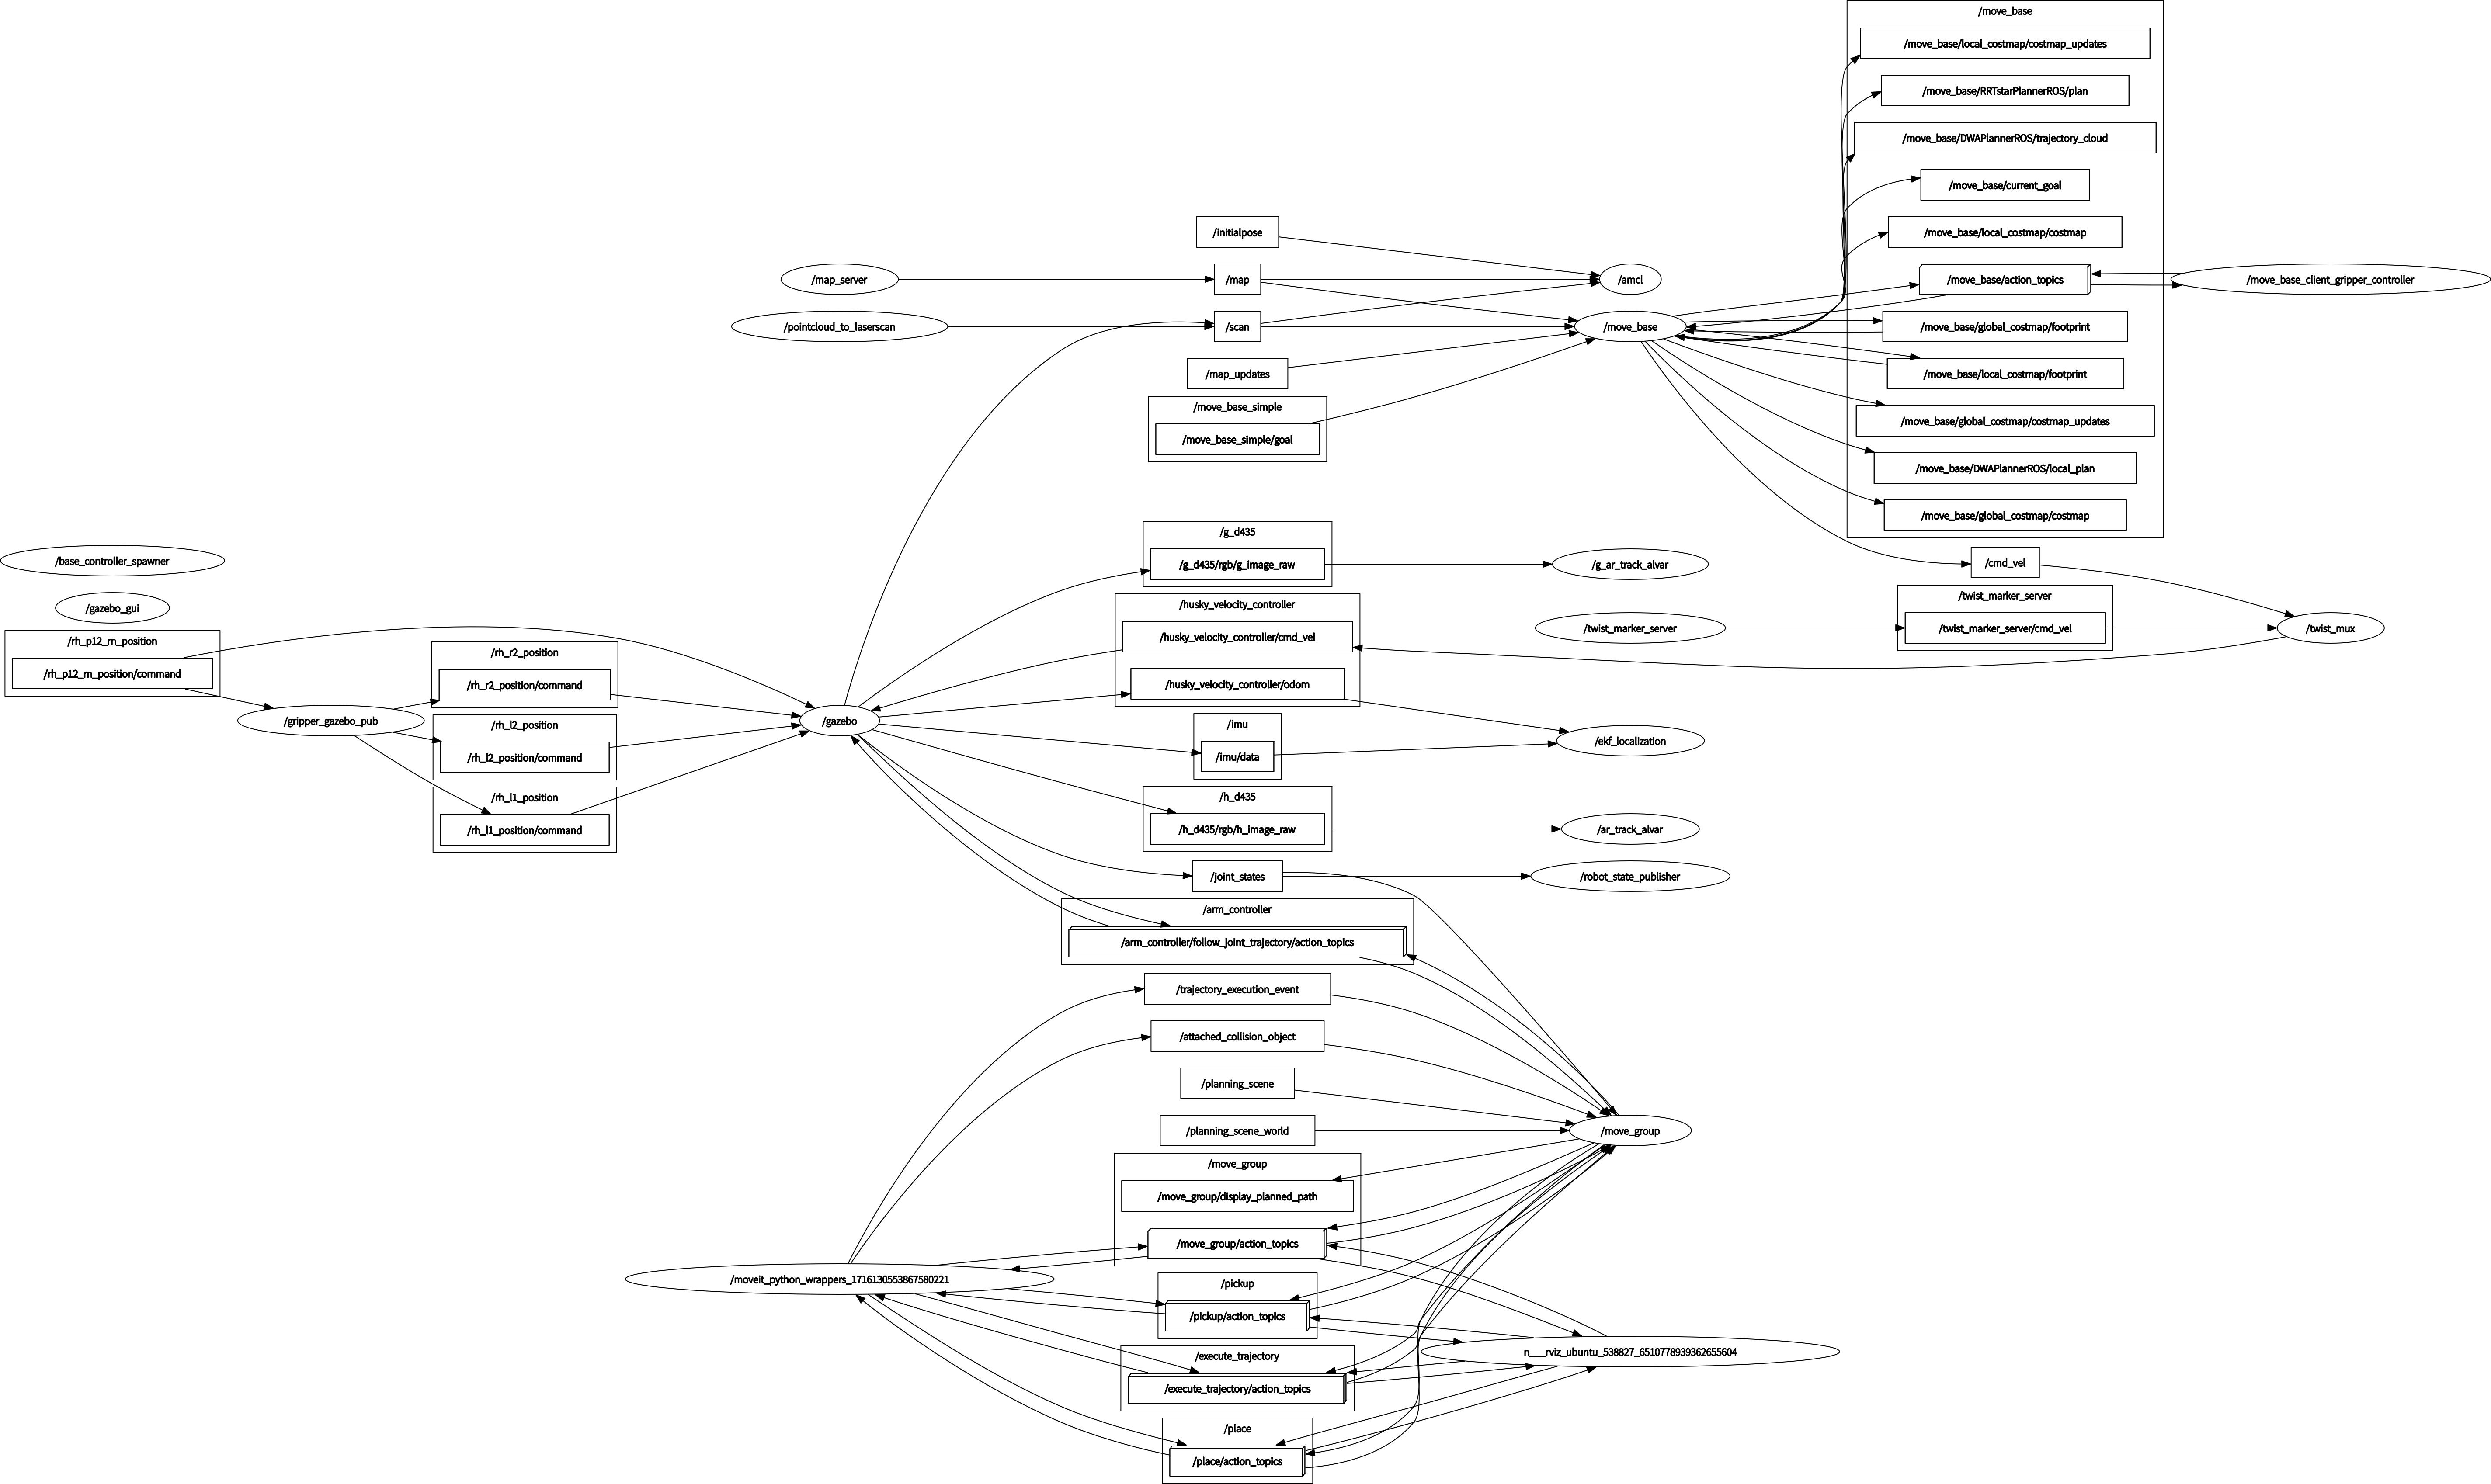 /move_base
/move_base/local_costmap/costmap_updates
/move_base/RRTstarPlannerROS/plan
/move_base/DWAPlannerROS/trajectory_cloud
/move_base/current_goal
/initialpose
/move_base/local_costmap/costmap
/map_server
/map
/amcl
/move_base/action_topics
/move_base_client_gripper_controller
/pointcloud_to_laserscan
/scan
/move_base
/move_base/global_costmap/footprint
/map_updates
/move_base/local_costmap/footprint
/move_base_simple
/move_base_simple/goal
/move_base/global_costmap/costmap_updates
/move_base/DWAPlannerROS/local_plan
/move_base/global_costmap/costmap
/g_d435
/g_d435/rgb/g_image_raw
/g_ar_track_alvar
/cmd_vel
/base_controller_spawner
/gazebo_gui
/husky_velocity_controller
/husky_velocity_controller/cmd_vel
/twist_marker_server
/twist_marker_server
/twist_marker_server/cmd_vel
/twist_mux
/rh_p12_rn_position
/rh_p12_rn_position/command
/rh_r2_position
/rh_r2_position/command
/husky_velocity_controller/odom
/gripper_gazebo_pub
/gazebo
/rh_l2_position
/rh_l2_position/command
/imu
/imu/data
/ekf_localization
/rh_l1_position
/rh_l1_position/command
/h_d435
/h_d435/rgb/h_image_raw
/ar_track_alvar
/joint_states
/robot_state_publisher
/arm_controller
/arm_controller/follow_joint_trajectory/action_topics
/trajectory_execution_event
/attached_collision_object
/planning_scene
/planning_scene_world
/move_group
/move_group
/move_group/display_planned_path
/move_group/action_topics
/moveit_python_wrappers_1716130553867580221
/pickup
/pickup/action_topics
/execute_trajectory
/execute_trajectory/action_topics
n___rviz_ubuntu_538827_6510778939362655604
/place
/place/action_topics